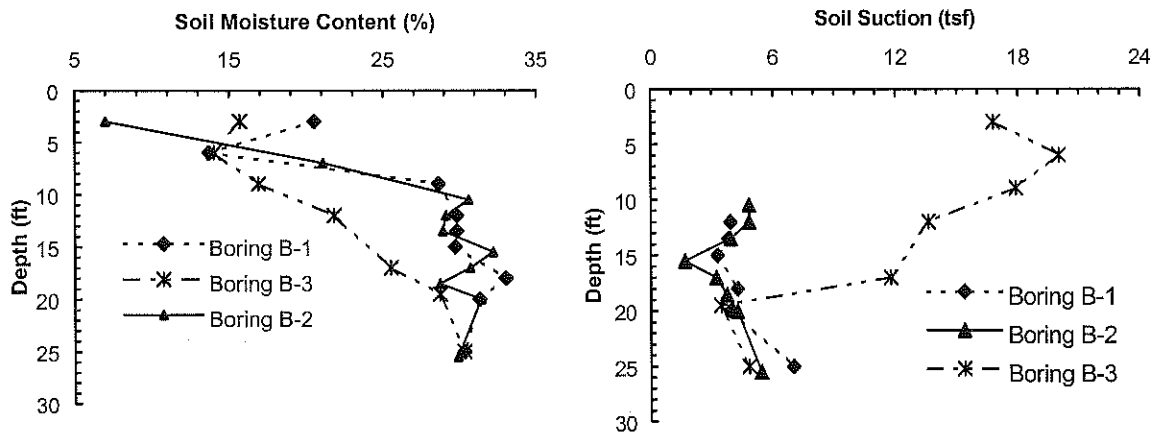 Soil Moisture Content (%)
5 15 25 35
0
5
10
15
20
25
30
Depth (ft)
Boring B-1
Boring B-3
Boring B-2
Soil Suction (tsf)
0 6 12 18 24
0
5
10
15
20
25
30
Depth (ft)
Boring B-1
Boring B-2
Boring B-3